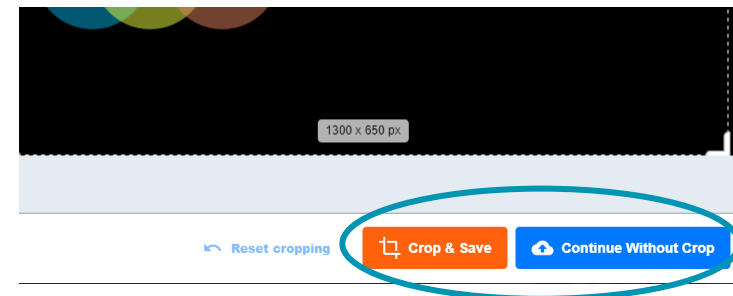 1300 x 650 px
Reset cropping Crop & Save Continue Without Crop